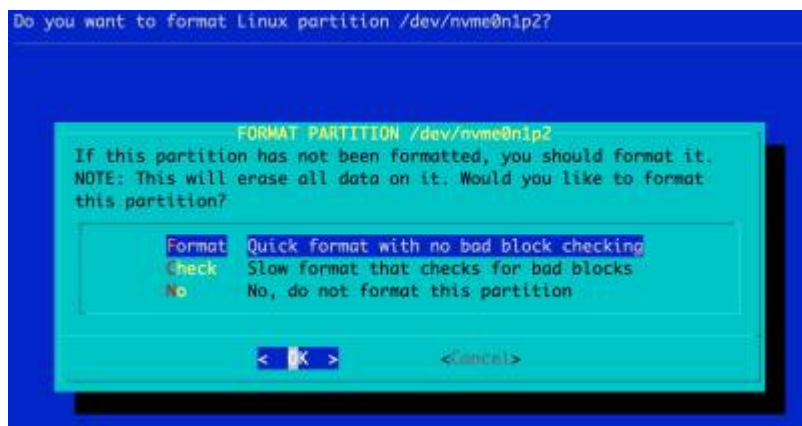 Do you want to format Linux partition /dev/nvme0n1p2?
FORMAT PARTITION /dev/nvme0n1p2
If this partition has not been formatted, you should format it.
NOTE: This will erase all data on it. Would you like to format
this partition?
Format Quick format with no bad block checking
Check Slow format that checks for bad blocks
No No, do not format this partition
< OK > <Cancel>